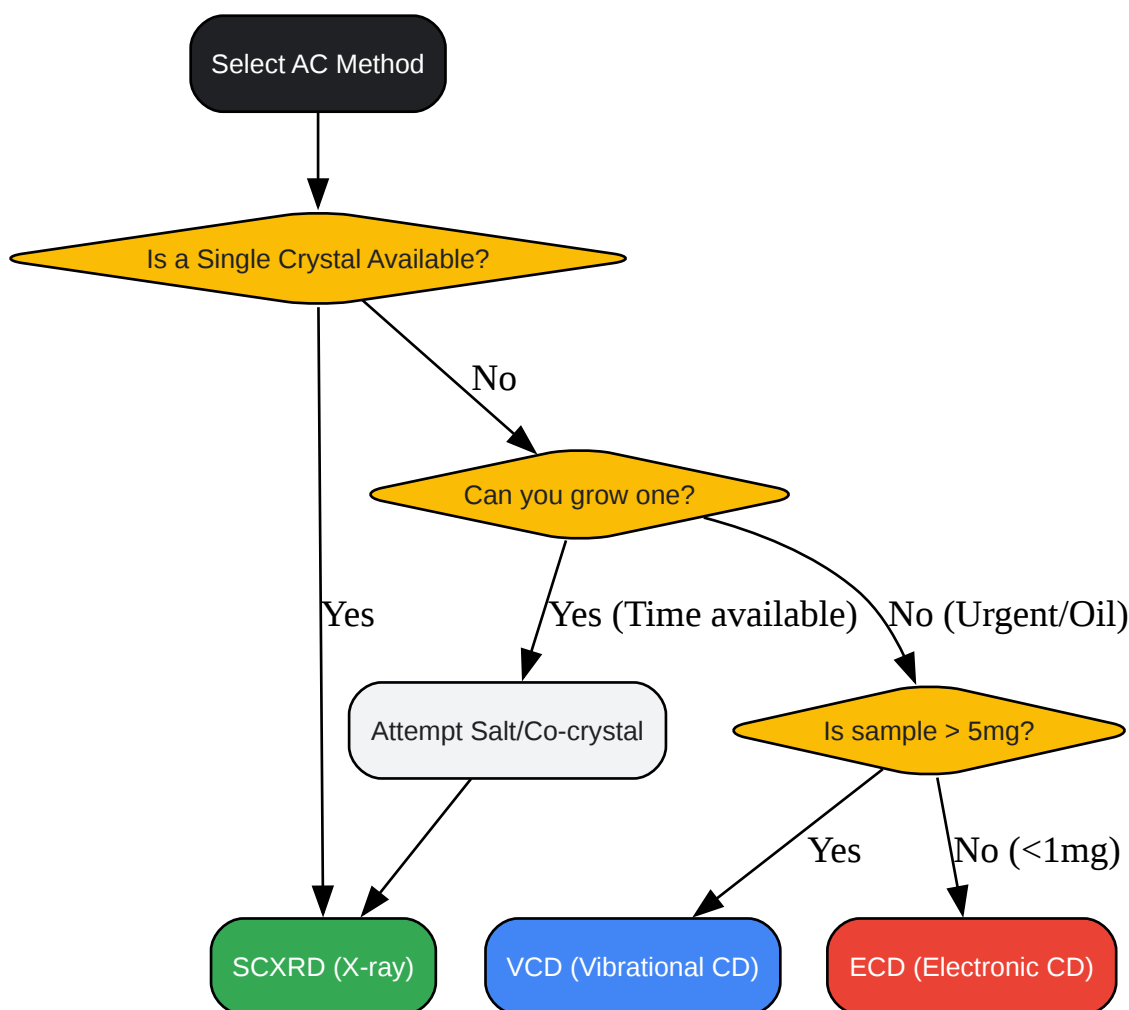 Select AC Method
Is a Single Crystal Available?
No
Can you grow one?
Yes
Yes (Time available)
No (Urgent/Oil)
Attempt Salt/Co-crystal
Is sample > 5mg?
Yes
No (<1mg)
SCXRD (X-ray)
VCD (Vibrational CD)
ECD (Electronic CD)